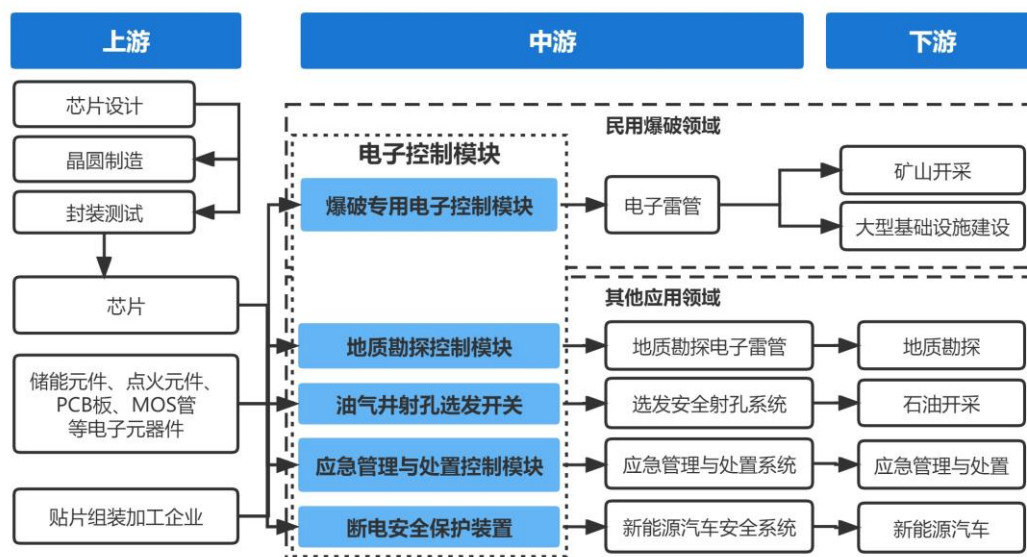 上游
中游
下游
芯片设计
晶圆制造
封装测试
芯片
储能元件、点火元件、
PCB板、MOS管
等电子元器件
贴片组装加工企业
民用爆破领域
电子控制模块
爆破专用电子控制模块
电子雷管
矿山开采
大型基础设施建设
其他应用领域
地质勘探控制模块
地质勘探电子雷管
地质勘探
油气井射孔选发开关
选发安全射孔系统
石油开采
应急管理与处置控制模块
应急管理与处置系统
应急管理与处置
断电安全保护装置
新能源汽车安全系统
新能源汽车